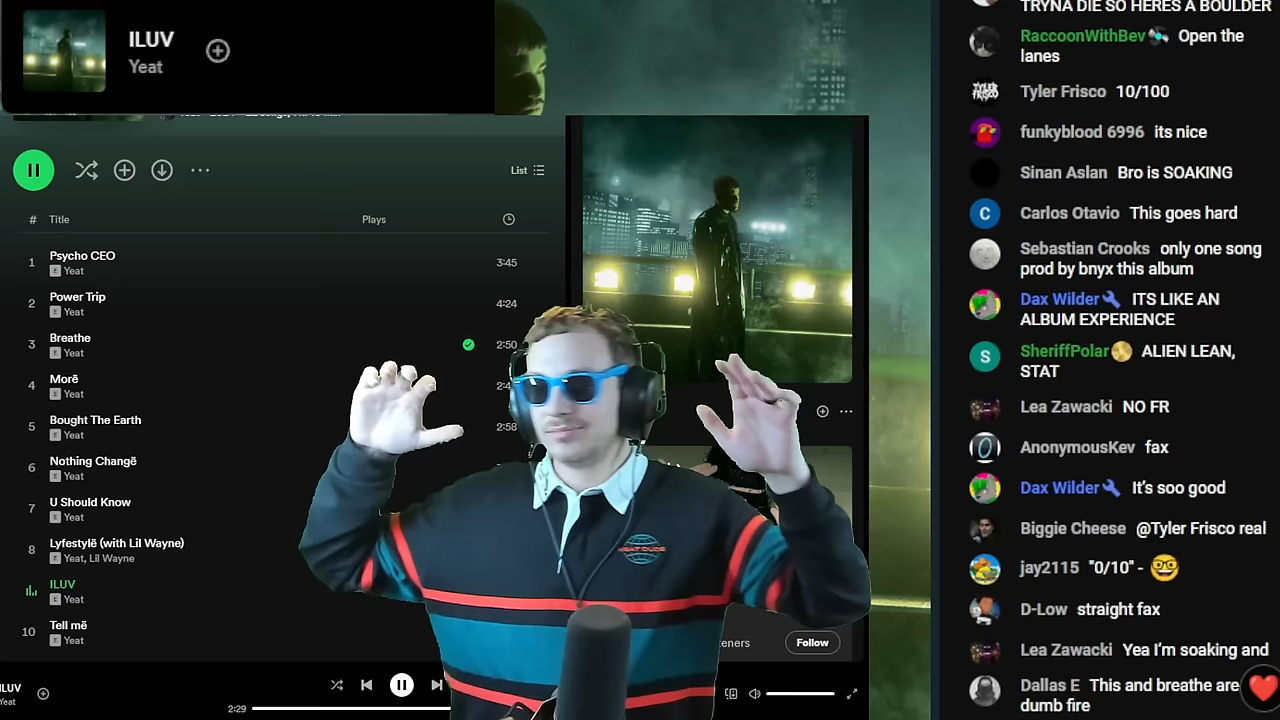 ILUV
Yeat
List
# Title Plays
1 Psycho CEO 3:45
E Yeat
2 Power Trip 4:24
E Yeat
3 Breathe 2:50
E Yeat
4 Morë
E Yeat
5 Bought The Earth 2:58
E Yeat
6 Nothing Changë
E Yeat
7 U Should Know
E Yeat
8 Lyfestylë (with Lil Wayne)
E Yeat, Lil Wayne
ILUV
E Yeat
10 Tell më
E Yeat
Follow
ILUV
Yeat
2:29
TRYNA DIE SO HERES A BOULDER
RaccoonWithBev Open the
lanes
Tyler Frisco 10/100
funkyblood 6996 its nice
Sinan Aslan Bro is SOAKING
C Carlos Otavio This goes hard
Sebastian Crooks only one song
prod by bnyx this album
Dax Wilder ITS LIKE AN
ALBUM EXPERIENCE
S SheriffPolar ALIEN LEAN,
STAT
Lea Zawacki NO FR
AnonymousKev fax
Dax Wilder It's soo good
Biggie Cheese @Tyler Frisco real
jay2115 "0/10" - 🤓
D-Low straight fax
Lea Zawacki Yea I'm soaking and
Dallas E This and breathe are
dumb fire